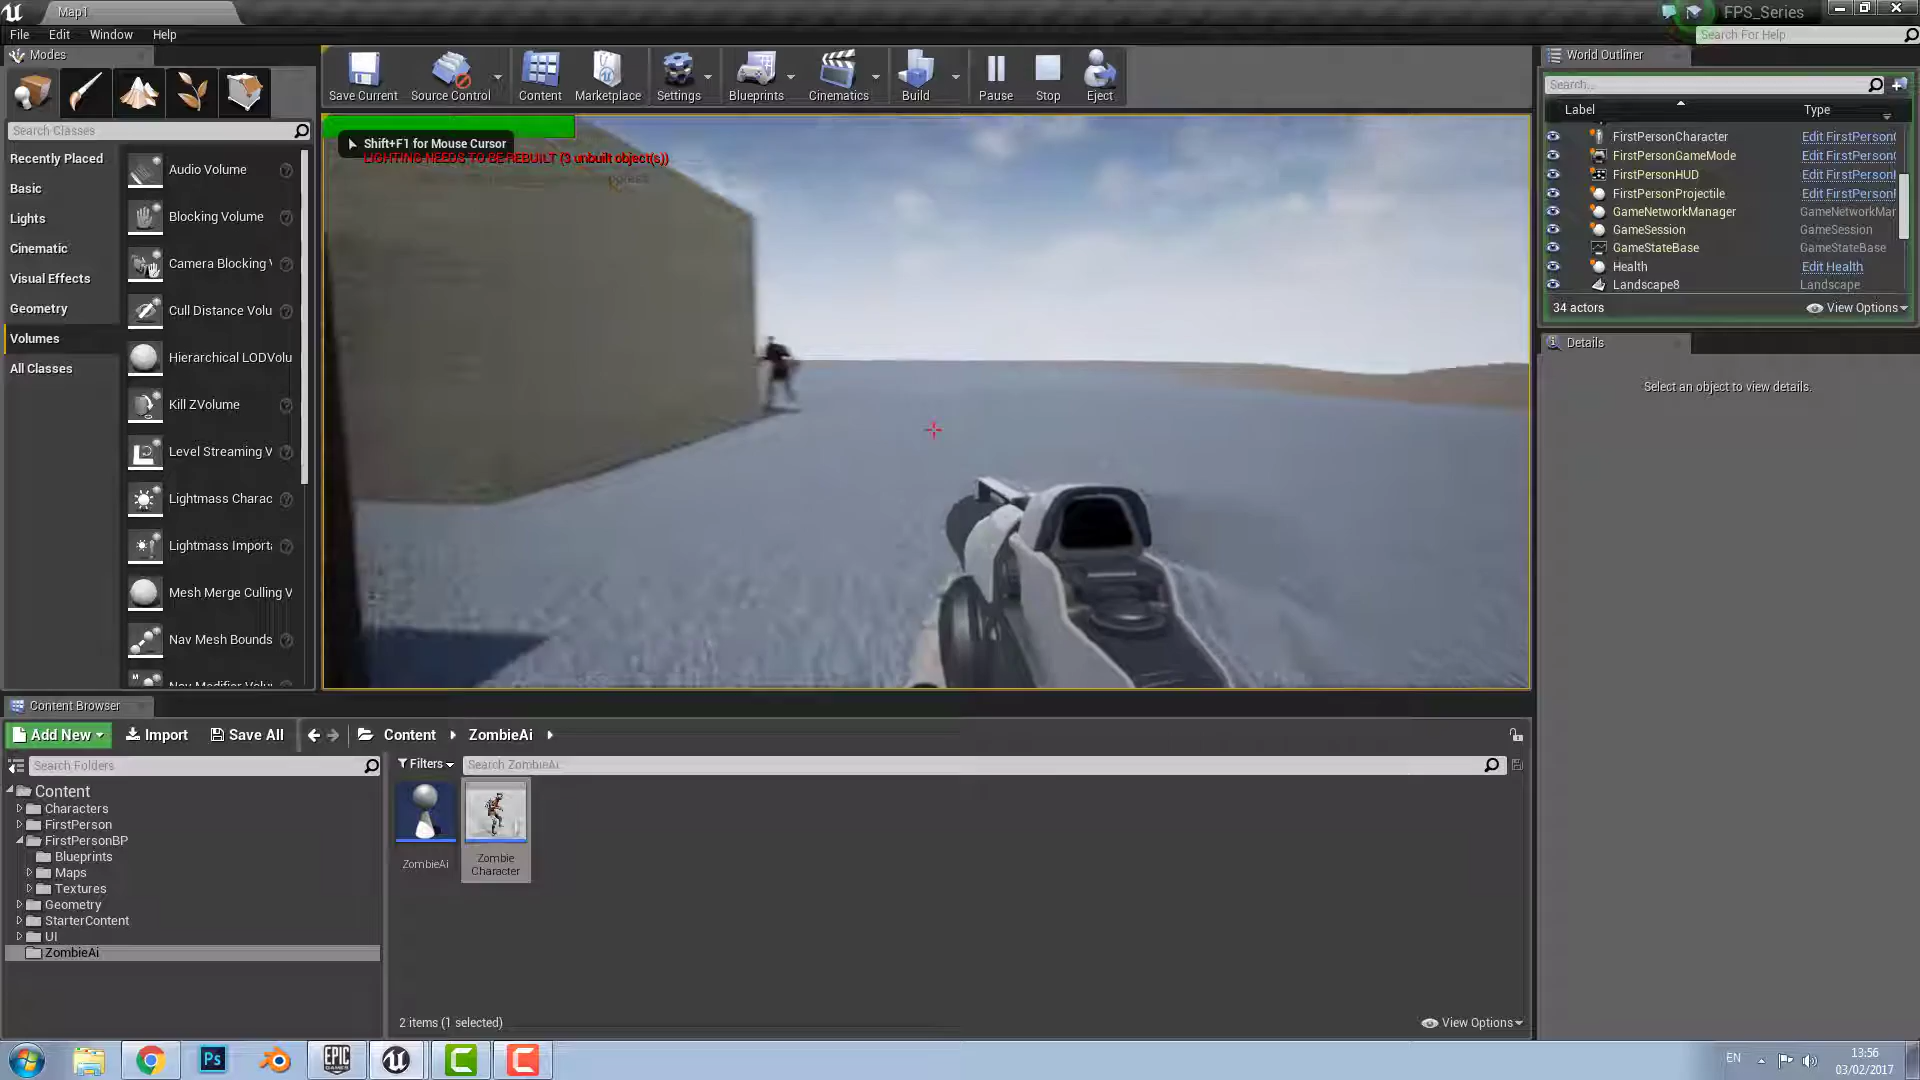 Map1
FPS_Series
File Edit Window Help
Search For Help
Modes
Search Classes
Recently Placed
Basic
Lights
Cinematic
Visual Effects
Geometry
Volumes
All Classes
Audio Volume
Blocking Volume
Camera Blocking V
Cull Distance Volu
Hierarchical LODVolu
Kill ZVolume
Level Streaming V
Lightmass Charac
Lightmass Importa
Mesh Merge Culling V
Nav Mesh Bounds
Nav Modifier Volu
Save Current
Source Control
Content
Marketplace
Settings
Blueprints
Cinematics
Build
Pause
Stop
Eject
Shift+F1 for Mouse Cursor
LIGHTING NEEDS TO BE REBUILT (3 unbuilt object(s))
World Outliner
Search...
Label Type
FirstPersonCharacter Edit FirstPerson
FirstPersonGameMode Edit FirstPerson
FirstPersonHUD Edit FirstPerson
FirstPersonProjectile Edit FirstPerson
GameNetworkManager GameNetworkMar
GameSession GameSession
GameStateBase GameStateBase
Health Edit Health
Landscape8 Landscape
34 actors View Options
Details
Select an object to view details.
Content Browser
Add New Import Save All Content ZombieAi
Search Folders
Filters Search ZombieAi
Content
Characters
FirstPerson
FirstPersonBP
Blueprints
Maps
Textures
Geometry
StarterContent
UI
ZombieAi
ZombieAi
Zombie
Character
2 items (1 selected) View Options
Ps
EPIC
GAMES
EN
13:56
03/02/2017